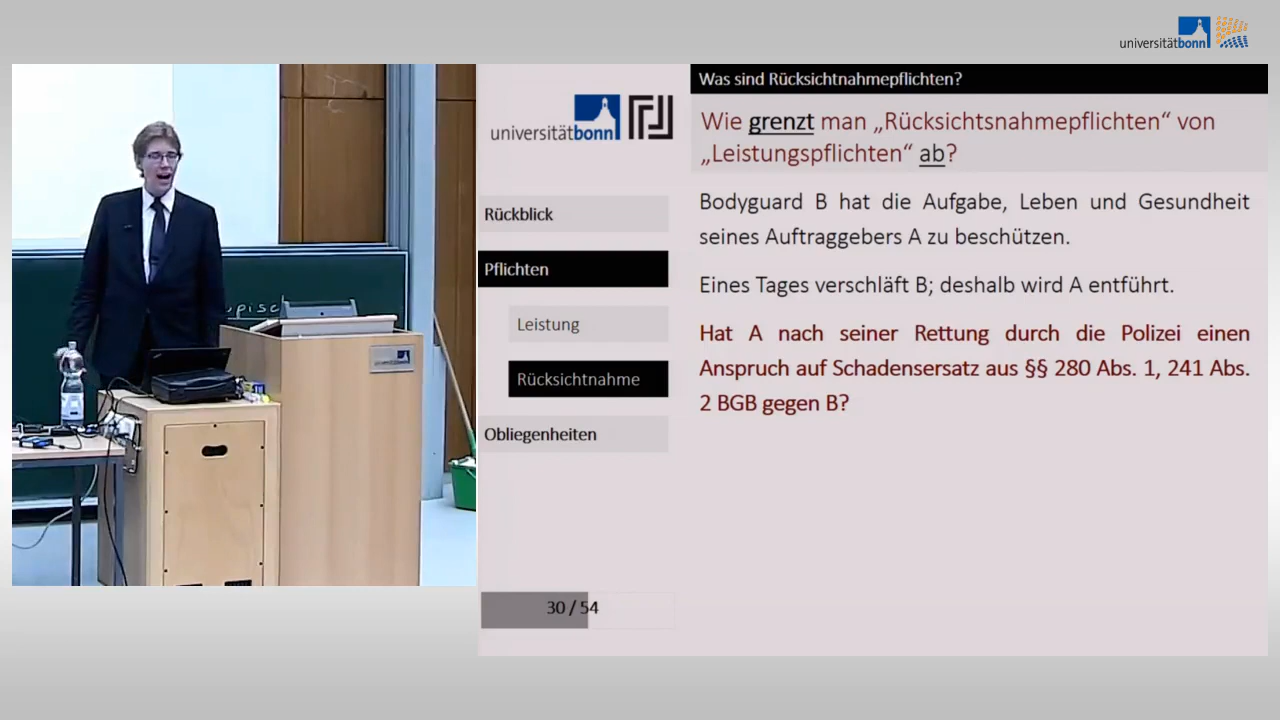 universitätbonn
Was sind Rücksichtnahmepflichten?
universitätbonn
Wie grenzt man „Rücksichtsnahmepflichten“ von
„Leistungspflichten“ ab?
Rückblick
Pflichten
Leistung
Rücksichtnahme
Obliegenheiten
30 / 54
Bodyguard B hat die Aufgabe, Leben und Gesundheit
seines Auftraggebers A zu beschützen.
Eines Tages verschläft B; deshalb wird A entführt.
Hat A nach seiner Rettung durch die Polizei einen
Anspruch auf Schadensersatz aus §§ 280 Abs. 1, 241 Abs.
2 BGB gegen B?